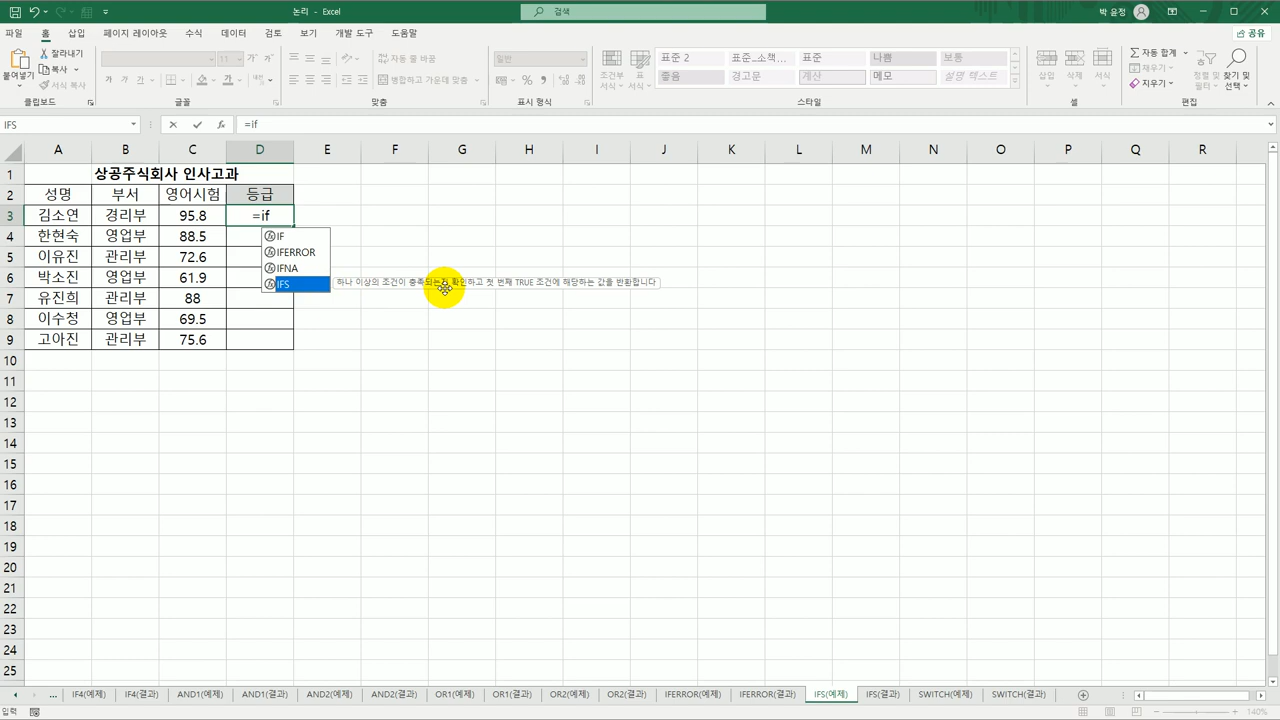 논리 - Excel
검색
박 윤정
파일 홈 삽입 페이지 레이아웃 수식 데이터 검토 보기 개발 도구 도움말
공유
붙여넣기
잘라내기
복사
서식 복사
클립보드
11
가 가 가
글꼴
텍스트 줄 바꿈
병합하고 가운데 맞춤
맞춤
일반
표시 형식
조건부 서식
표 서식
표준 2 표준_소책... 표준 나쁨 보통
좋음 경고문 계산 메모 설명 텍스트
스타일
삽입 삭제 서식
셀
자동 합계
채우기
지우기
정렬 및 필터
찾기 및 선택
편집
IFS
=if
A B C D E F G H I J K L M N O P Q R
1 상공주식회사 인사고과
2 성명 부서 영어시험 등급
3 김소연 경리부 95.8 =if
4 한현숙 영업부 88.5
5 이유진 관리부 72.6
6 박소진 영업부 61.9
7 유진희 관리부 88
8 이수청 영업부 69.5
9 고아진 관리부 75.6
IF
IFERROR
IFNA
IFS
하나 이상의 조건이 충족되는지 확인하고 첫 번째 TRUE 조건에 해당하는 값을 반환합니다
10
11
12
13
14
15
16
17
18
19
20
21
22
23
24
25
... IF4(예제) IF4(결과) AND1(예제) AND1(결과) AND2(예제) AND2(결과) OR1(예제) OR1(결과) OR2(예제) OR2(결과) IFERROR(예제) IFERROR(결과) IFS(예제) IFS(결과) SWITCH(예제) SWITCH(결과)
입력
140%